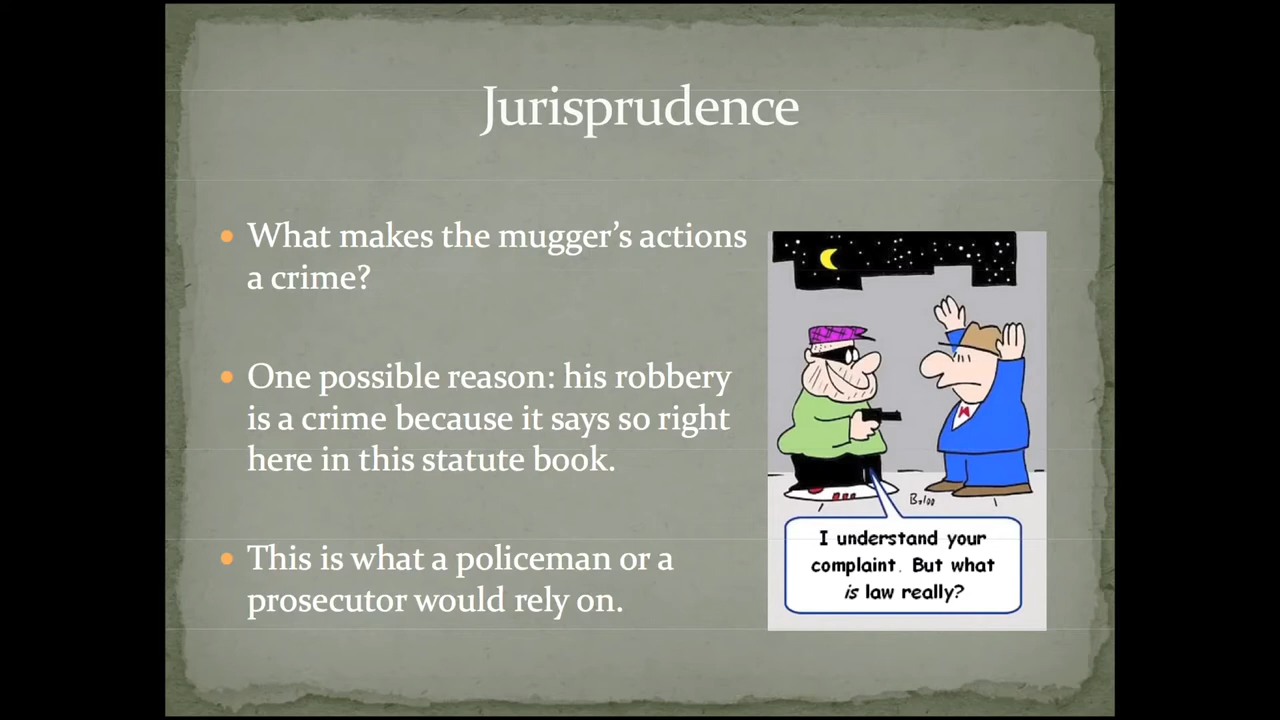 Jurisprudence
What makes the mugger's actions
a crime?
One possible reason: his robbery
is a crime because it says so right
here in this statute book.
This is what a policeman or a
prosecutor would rely on.
I understand your
complaint. But what
is law really?